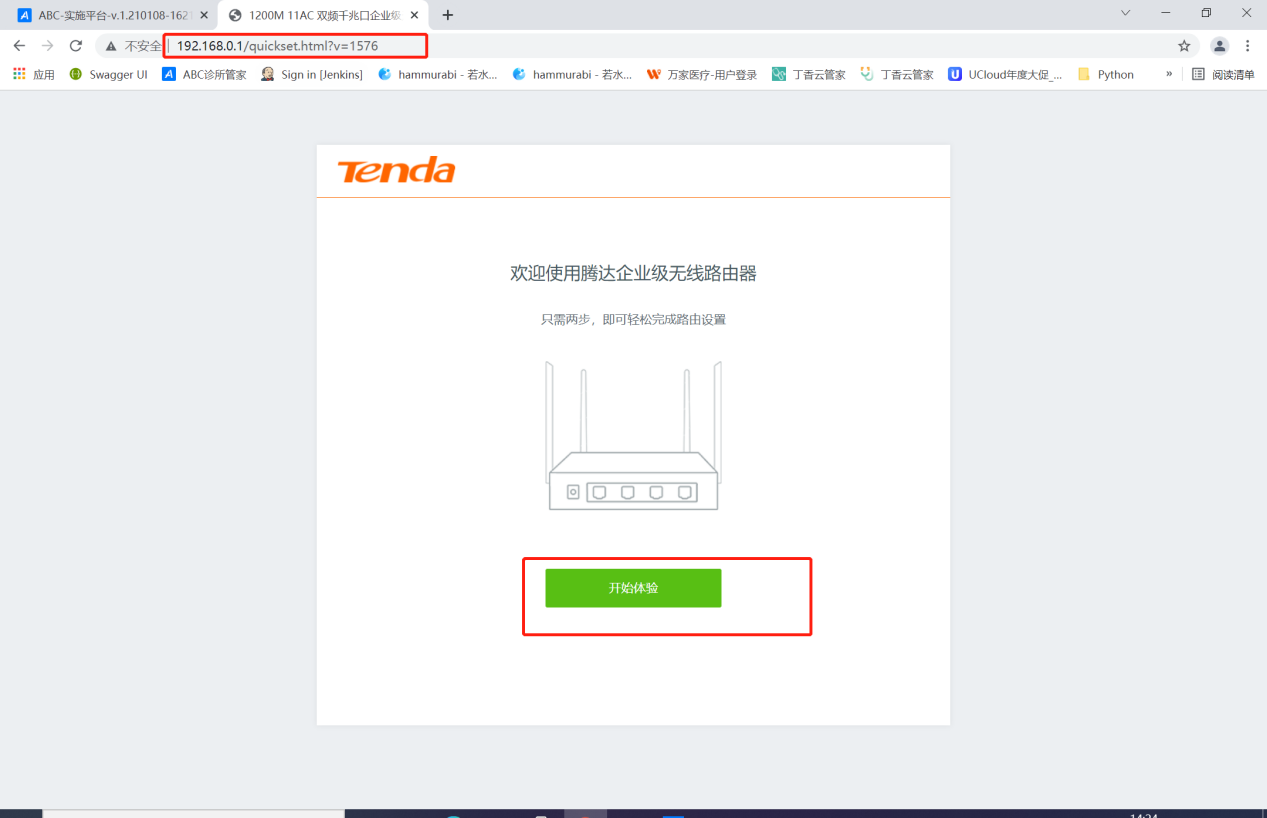 ABC-实施平台-v.1.210108-1621
1200M 11AC 双频千兆口企业级
不安全 | 192.168.0.1/quickset.html?v=1576
应用 Swagger UI ABC诊所管家 Sign in [Jenkins] hammurabi - 若水... hammurabi - 若水... 万家医疗-用户登录 丁香云管家 丁香云管家 UCloud年度大促_... Python » 阅读清单
Tenda
欢迎使用腾达企业级无线路由器
只需两步，即可轻松完成路由设置
开始体验